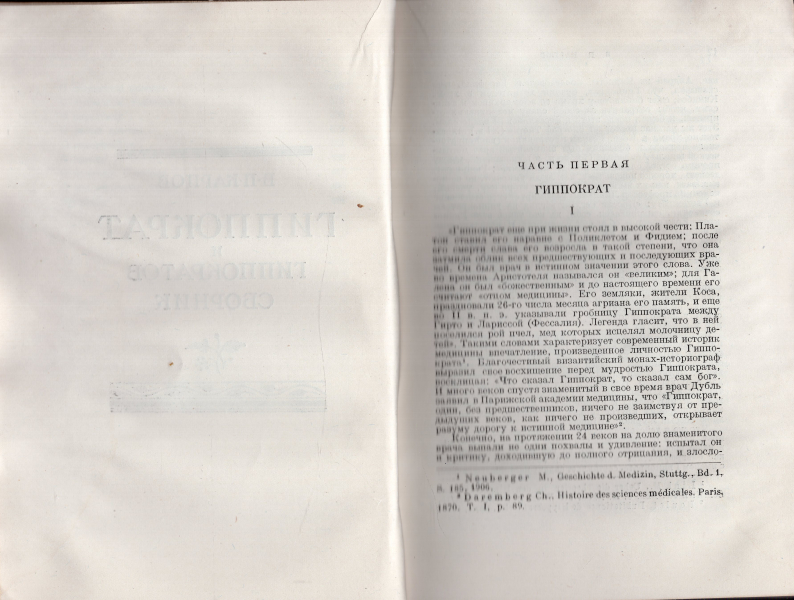 ЧАСТЬ ПЕРВАЯ
ГИППОКРАТ
I
«Гиппократ еще при жизни стоял в высокой чести: Пла-
тон ставил его наравне с Поликлетом и Фидием; после
его смерти слава его возросла и такой степени, что она
затмила облик всех предшествующих и последующих вра-
чей. Он был врач в истинном значении этого слова. Уже
во времена Аристотеля назывался он «великим»; для Га-
лена он был «божественным» и до настоящего времени его
считают «отцом медицины». Его земляки, жители Коса,
праздновали 26-го числа месяца агриана его память, и еще
во II в. н. э. указывали гробницу Гиппократа между
Гирто и Лариссой (Фессалия). Легенда гласит, что в ней
поселился рой пчел, мед которых исцелял молочницу де-
тей». Такими словами характеризует современный историк
медицины впечатление, произведенное личностью Гиппо-
крата¹. Благочестивый византийский монах-историограф
выразил свое восхищение перед мудростью Гиппократа,
восклицая: «Что сказал Гиппократ, то сказал сам бог».
И много веков спустя знаменитый в свое время врач Дубль
заявил в Парижской академии медицины, что «Гиппократ,
один, без предшественников, ничего не заимствуя от пре-
дыдущих веков, как ничего не произведших, открывает
разуму дорогу к истинной медицине»².
Конечно, на протяжении 24 веков на долю знаменитого
врача выпали не одни похвалы и удивление: испытал он
и критику, доходившую до полного отрицания, и злосло-
¹ Neuberger M., Geschichte d. Medizin, Stuttg., Bd. 1,
S. 185, 1906.
² Daremberg Ch., Histoire des sciences médicales. Paris,
1870. T. I, p. 89.